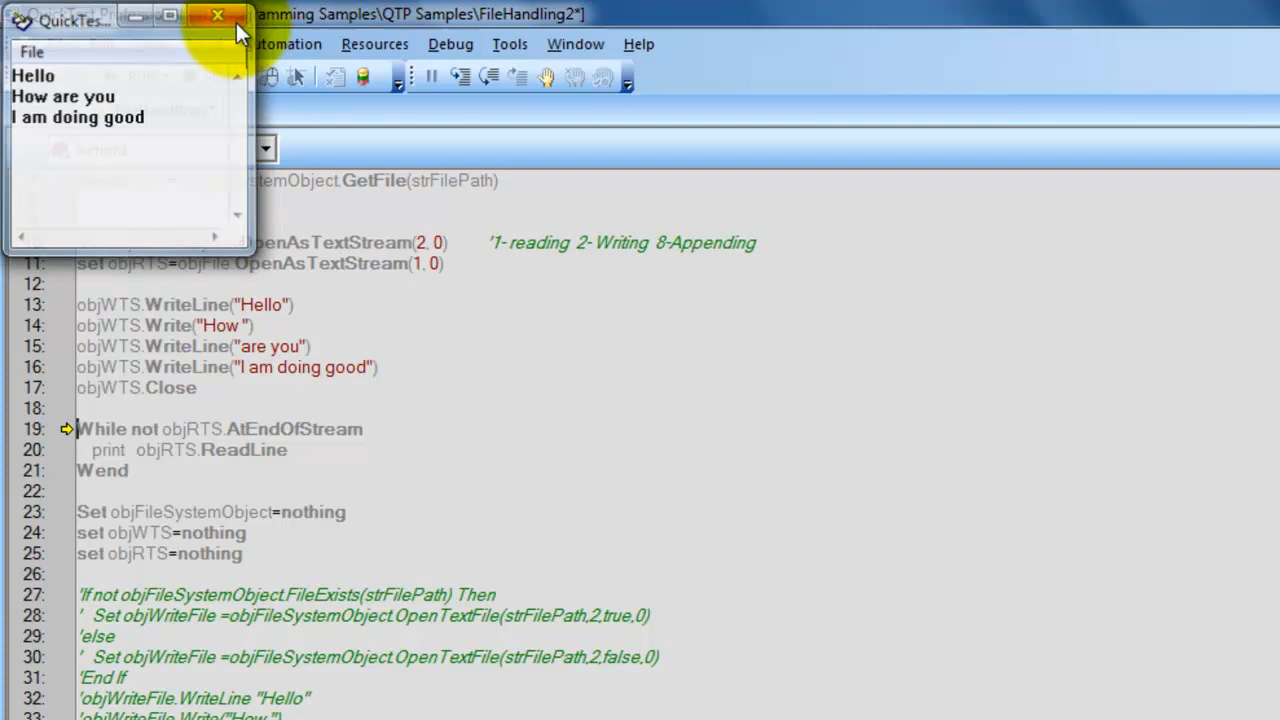 QuickTes... gramming Samples\QTP Samples\FileHandling2*]
File
utomation Resources Debug Tools Window Help
Hello
How are you
I am doing good
stemObject.GetFile(strFilePath)
OpenAsTextStream(2, 0) '1- reading 2- Writing 8-Appending
11: set objRTS=objFile.OpenAsTextStream(1, 0)
12:
13: objWTS.WriteLine("Hello")
14: objWTS.Write("How ")
15: objWTS.WriteLine("are you")
16: objWTS.WriteLine("I am doing good")
17: objWTS.Close
18:
19: While not objRTS.AtEndOfStream
20: print objRTS.ReadLine
21: Wend
22:
23: Set objFileSystemObject=nothing
24: set objWTS=nothing
25: set objRTS=nothing
26:
27: 'If not objFileSystemObject.FileExists(strFilePath) Then
28: ' Set objWriteFile =objFileSystemObject.OpenTextFile(strFilePath,2,true,0)
29: 'else
30: ' Set objWriteFile =objFileSystemObject.OpenTextFile(strFilePath,2,false,0)
31: 'End If
32: 'objWriteFile.WriteLine "Hello"
33: 'objWriteFile.Write("How ")